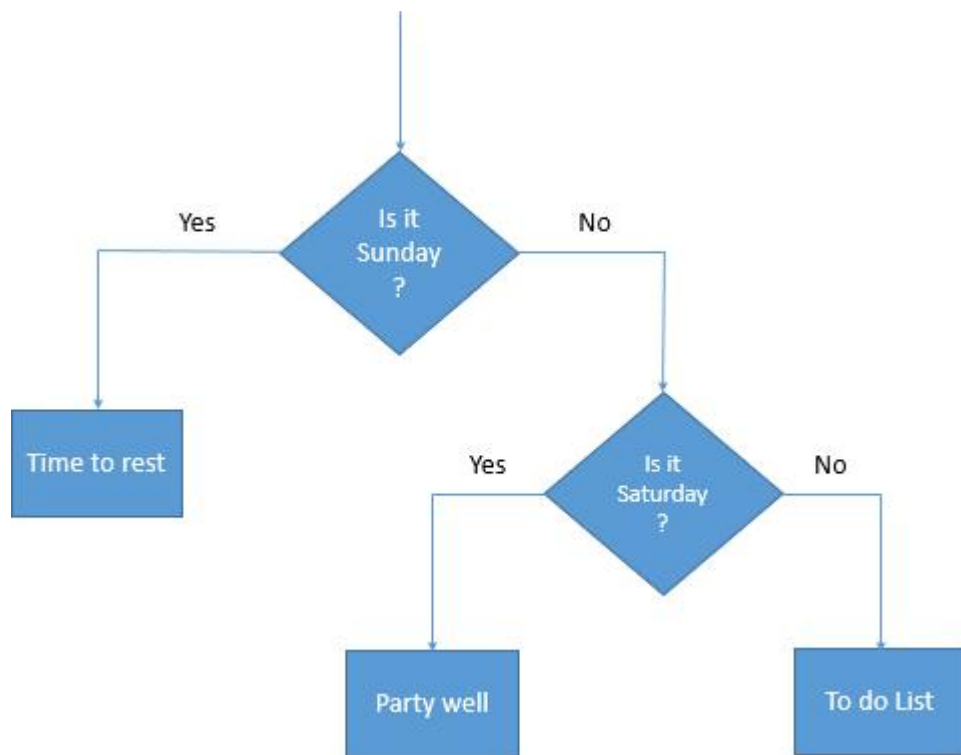 Yes
Is it
Sunday
?
No
Time to rest
Yes
Is it
Saturday
?
No
Party well
To do List